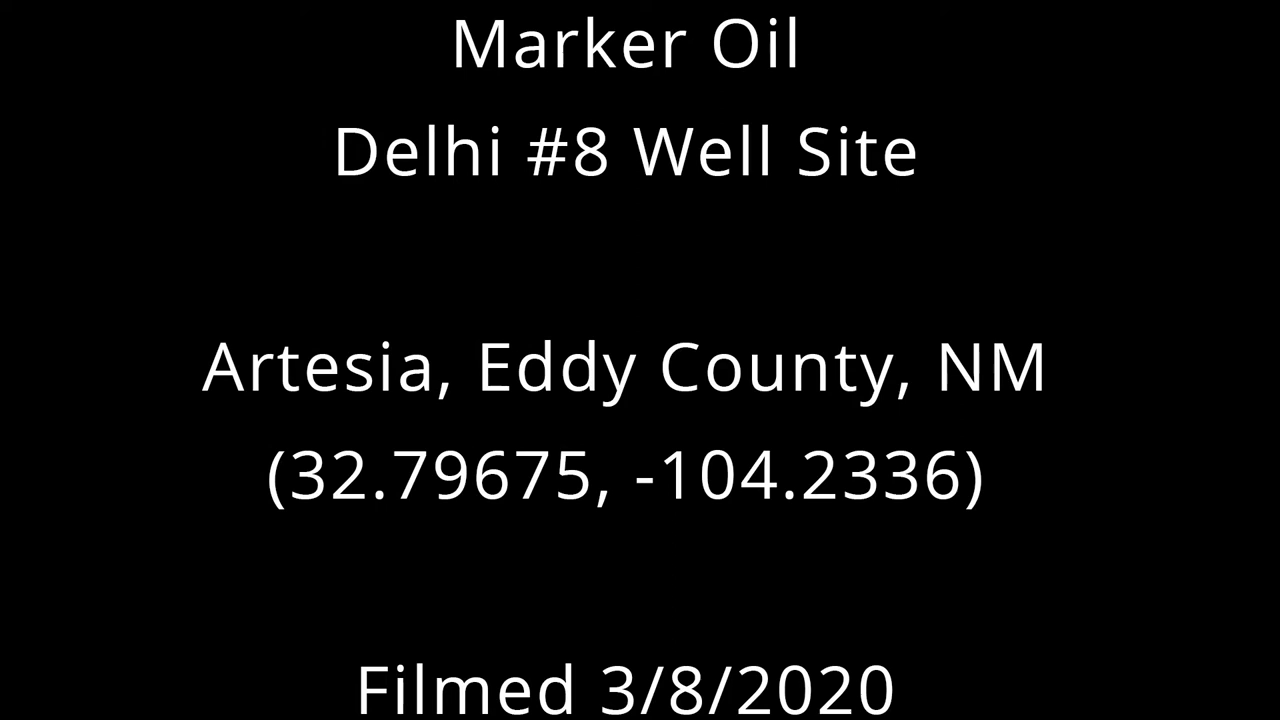 Marker Oil
Delhi #8 Well Site
Artesia, Eddy County, NM
(32.79675, -104.2336)
Filmed 3/8/2020